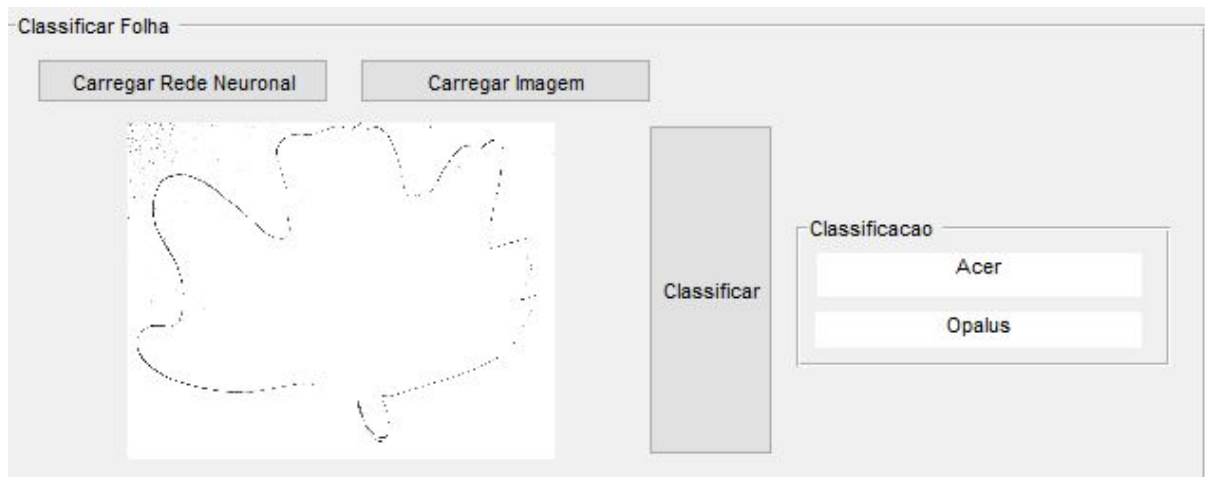 Classificar Folha
Carregar Rede Neuronal
Carregar Imagem
Classificar
Classificacao
Acer
Opalus